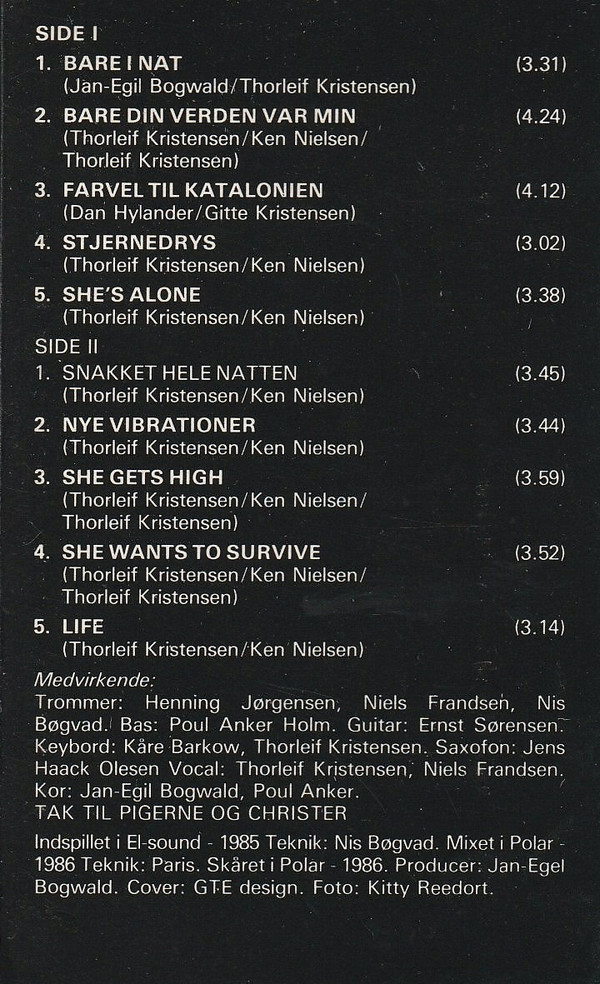 SIDE I
1. BARE I NAT (3.31)
(Jan-Egil Bogwald/Thorleif Kristensen)
2. BARE DIN VERDEN VAR MIN (4.24)
(Thorleif Kristensen/Ken Nielsen/
Thorleif Kristensen)
3. FARVEL TIL KATALONIEN (4.12)
(Dan Hylander/Gitte Kristensen)
4. STJERNEDRYS (3.02)
(Thorleif Kristensen/Ken Nielsen)
5. SHE'S ALONE (3.38)
(Thorleif Kristensen/Ken Nielsen)
SIDE II
1. SNAKKET HELE NATTEN (3.45)
(Thorleif Kristensen/Ken Nielsen)
2. NYE VIBRATIONER (3.44)
(Thorleif Kristensen/Ken Nielsen)
3. SHE GETS HIGH (3.59)
(Thorleif Kristensen/Ken Nielsen/
Thorleif Kristensen)
4. SHE WANTS TO SURVIVE (3.52)
(Thorleif Kristensen/Ken Nielsen/
Thorleif Kristensen)
5. LIFE (3.14)
(Thorleif Kristensen/Ken Nielsen)
Medvirkende:
Trommer: Henning Jørgensen, Niels Frandsen, Nis
Bøgvad. Bas: Poul Anker Holm. Guitar: Ernst Sørensen.
Keybord: Kåre Barkow, Thorleif Kristensen. Saxofon: Jens
Haack Olesen Vocal: Thorleif Kristensen, Niels Frandsen.
Kor: Jan-Egil Bogwald, Poul Anker.
TAK TIL PIGERNE OG CHRISTER
Indspillet i El-sound - 1985 Teknik: Nis Bøgvad. Mixet i Polar -
1986 Teknik: Paris. Skåret i Polar - 1986. Producer: Jan-Egel
Bogwald. Cover: GTE design. Foto: Kitty Reedort.